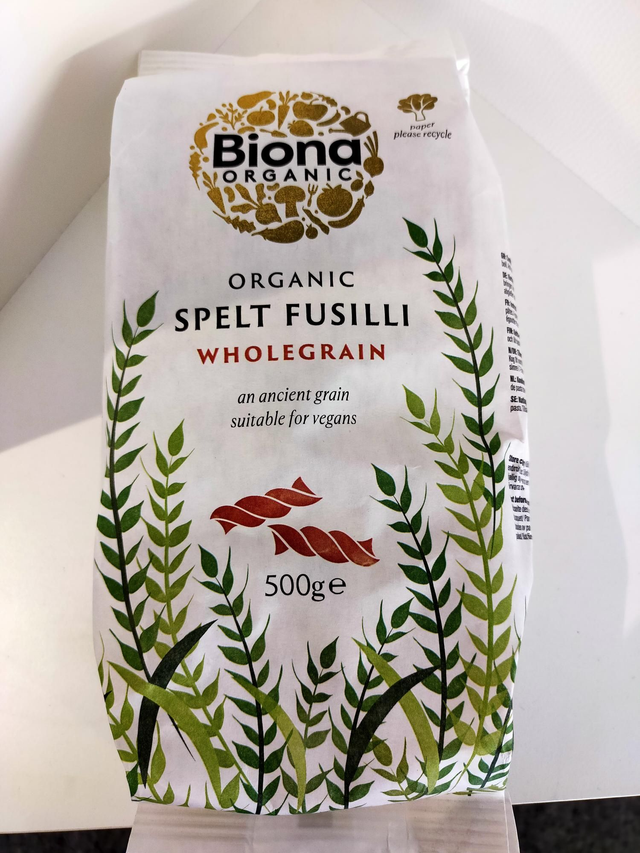 Biona
ORGANIC
paper
please recycle
ORGANIC
SPELT FUSILLI
WHOLEGRAIN
an ancient grain
suitable for vegans
500g e